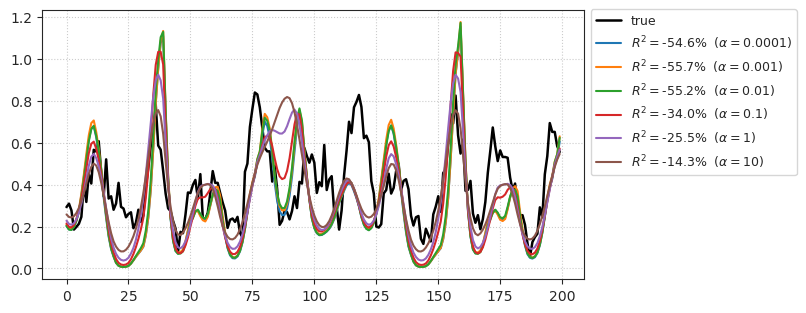 1.2
1.0
0.8
0.6
0.4
0.2
0.0
0 25 50 75 100 125 150 175 200
true
R² = -54.6% (α = 0.0001)
R² = -55.7% (α = 0.001)
R² = -55.2% (α = 0.01)
R² = -34.0% (α = 0.1)
R² = -25.5% (α = 1)
R² = -14.3% (α = 10)